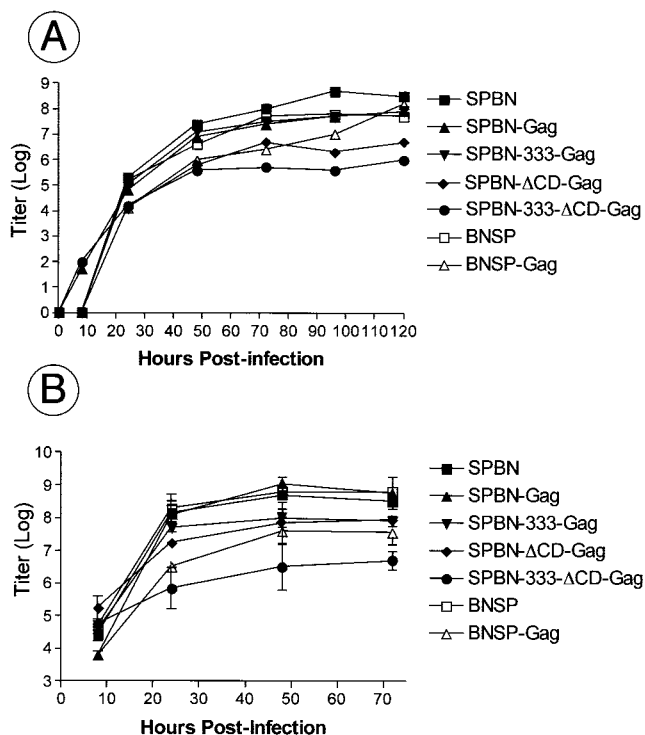 A
9
8
7
6
5
4
3
2
1
0
Titer (Log)
0 10 20 30 40 50 60 70 80 90 100 110 120
Hours Post-infection
SPBN
SPBN-Gag
SPBN-333-Gag
SPBN-ΔCD-Gag
SPBN-333-ΔCD-Gag
BNSP
BNSP-Gag
B
10
9
8
7
6
5
4
3
Titer (Log)
0 10 20 30 40 50 60 70
Hours Post-Infection
SPBN
SPBN-Gag
SPBN-333-Gag
SPBN-ΔCD-Gag
SPBN-333-ΔCD-Gag
BNSP
BNSP-Gag